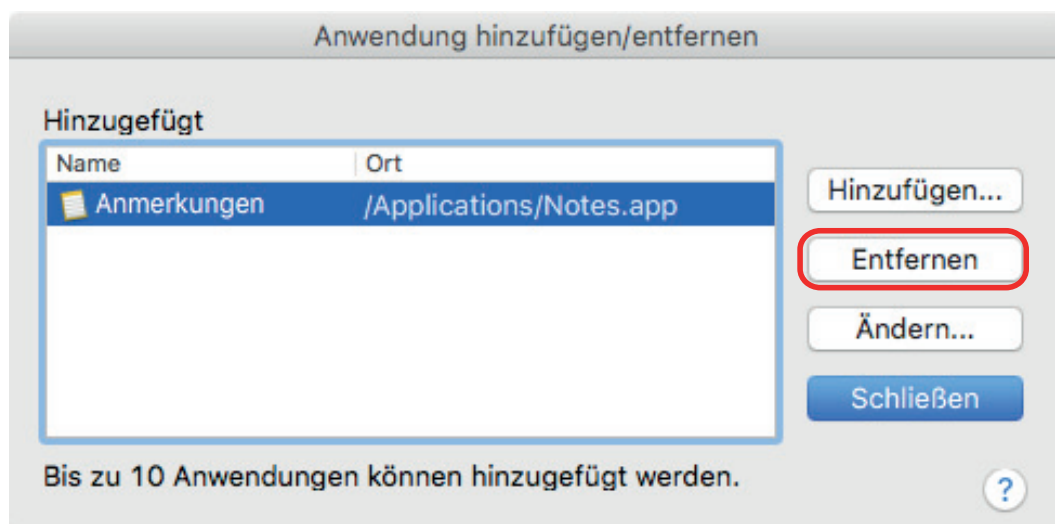 Anwendung hinzufügen/entfernen
Hinzugefügt
Name Ort
Anmerkungen /Applications/Notes.app
Hinzufügen...
Entfernen
Ändern...
Schließen
Bis zu 10 Anwendungen können hinzugefügt werden.
?